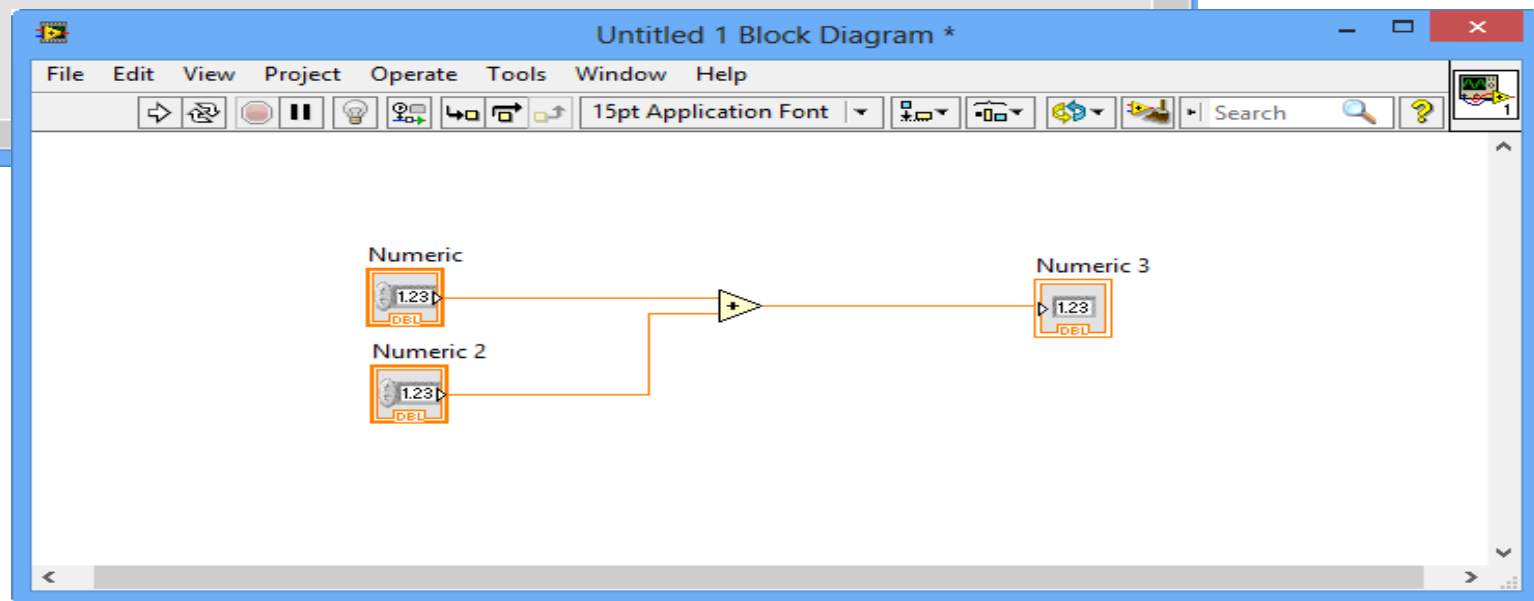 Untitled 1 Block Diagram *
File Edit View Project Operate Tools Window Help
15pt Application Font Search ? 1
Numeric
1.23
DBL
Numeric 2
1.23
DBL
+
Numeric 3
1.23
DBL